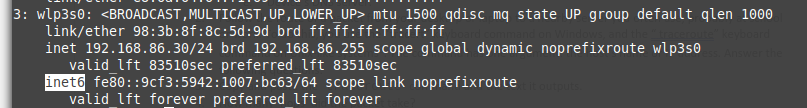 3: wlp3s0: <BROADCAST,MULTICAST,UP,LOWER_UP> mtu 1500 qdisc mq state UP group default qlen 1000
link/ether 98:3b:8f:8c:5d:9d brd ff:ff:ff:ff:ff:ff
inet 192.168.86.30/24 brd 192.168.86.255 scope global dynamic noprefixroute wlp3s0
valid_lft 83510sec preferred_lft 83510sec
inet6 fe80::9cf3:5942:1007:bc63/64 scope link noprefixroute
valid_lft forever preferred_lft forever